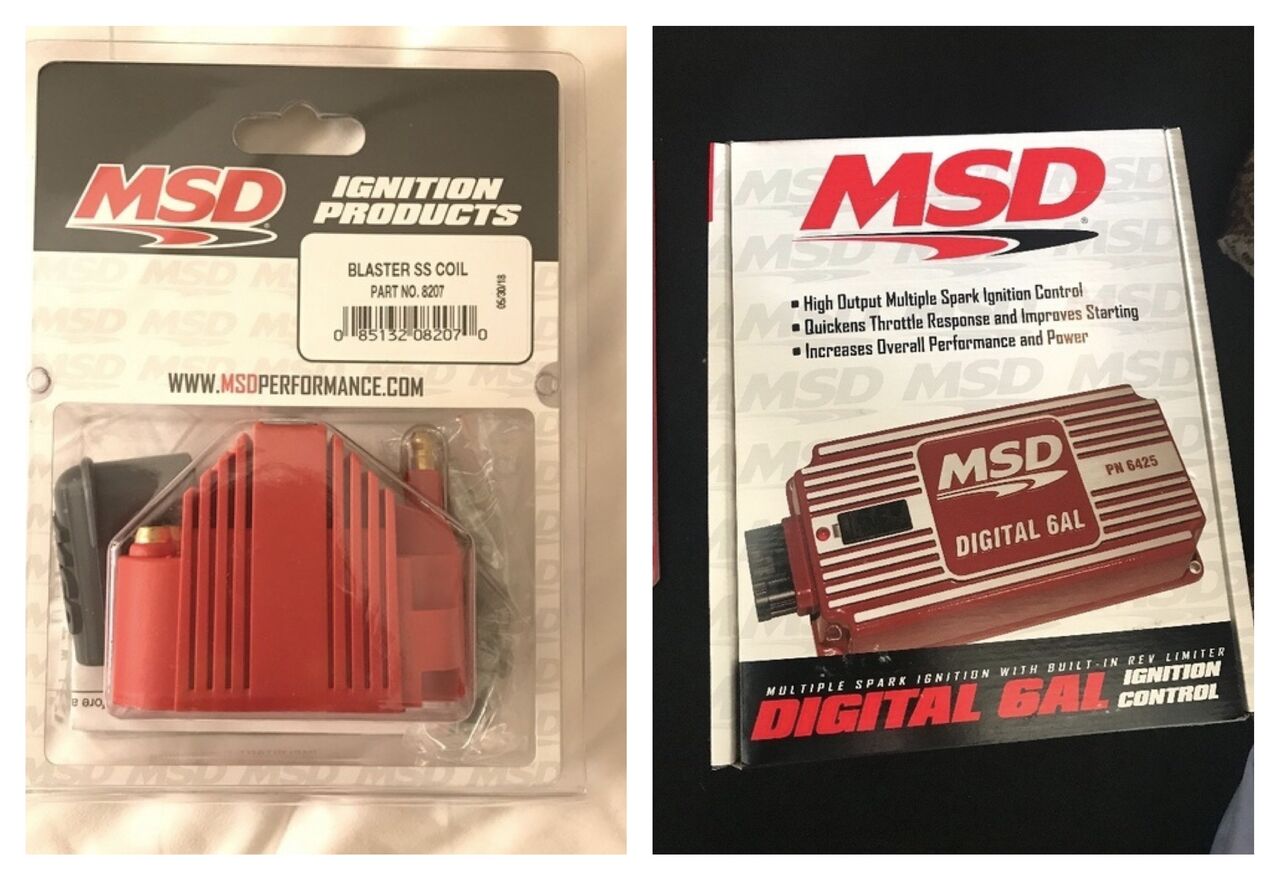 MSD
IGNITION
PRODUCTS
BLASTER SS COIL
PART NO. 8207
05/30/18
0 85132 08207 0
WWW.MSDPERFORMANCE.COM
MSD
• High Output Multiple Spark Ignition Control
• Quickens Throttle Response and Improves Starting
• Increases Overall Performance and Power
MSD
PN 6425
DIGITAL 6AL
MULTIPLE SPARK IGNITION WITH BUILT-IN REV LIMITER
DIGITAL 6AL IGNITION
CONTROL